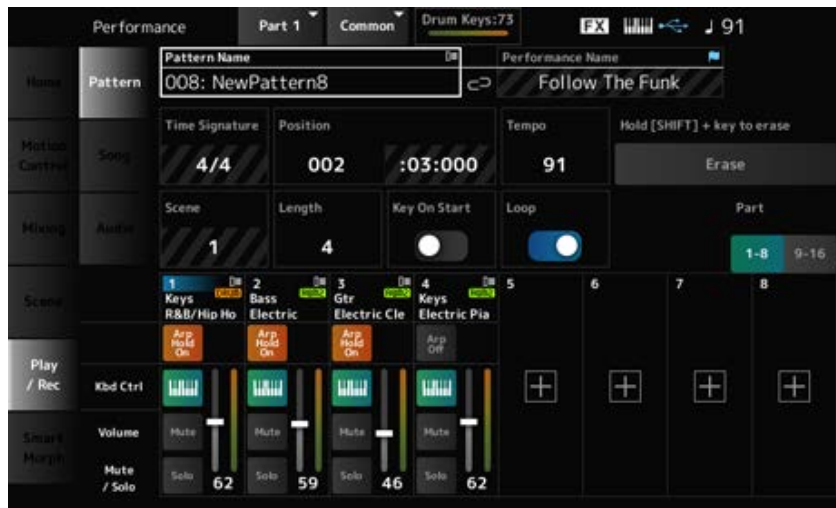 Performance
Part 1
Common
Drum Keys:73
FX
♩ 91
Home
Pattern
Pattern Name
008: NewPattern8
Performance Name
Follow The Funk
Motion
Control
Song
Time Signature
4/4
Position
002 :03:000
Tempo
91
Hold [SHIFT] + key to erase
Erase
Mixing
Audio
Scene
1
Length
4
Key On Start
Loop
Part
1-8 9-16
Scene
1
Keys
R&B/Hip Ho
2
Bass
Electric
3
Gtr
Electric Cle
4
Keys
Electric Pia
5
6
7
8
Arp
Hold
On
Arp
Hold
On
Arp
Hold
On
Arp
Off
Play
/ Rec
Kbd Ctrl
Smart
Morph
Volume
Mute
Mute
Mute
Mute
Mute
/ Solo
Solo
62
Solo
59
Solo
46
Solo
62